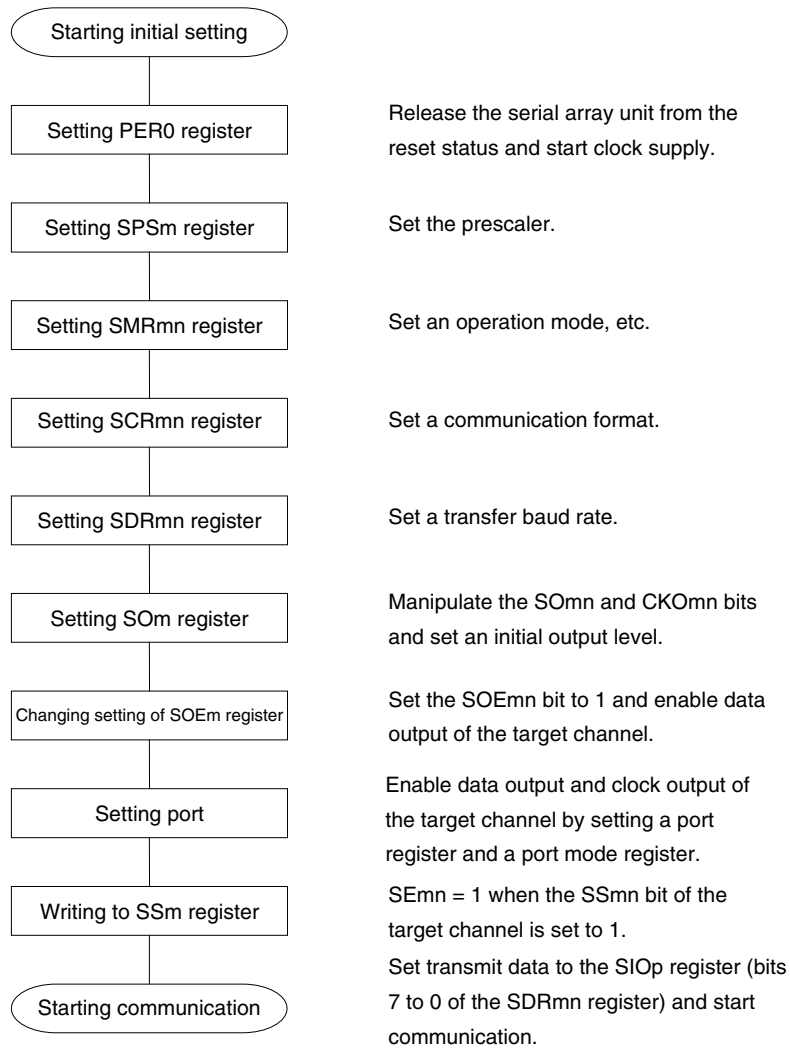 Starting initial setting
Setting PER0 register
Release the serial array unit from the
reset status and start clock supply.
Setting SPSm register
Set the prescaler.
Setting SMRmn register
Set an operation mode, etc.
Setting SCRmn register
Set a communication format.
Setting SDRmn register
Set a transfer baud rate.
Setting SOm register
Manipulate the SOmn and CKOmn bits
and set an initial output level.
Changing setting of SOEm register
Set the SOEmn bit to 1 and enable data
output of the target channel.
Setting port
Enable data output and clock output of
the target channel by setting a port
register and a port mode register.
Writing to SSm register
SEmn = 1 when the SSmn bit of the
target channel is set to 1.
Starting communication
Set transmit data to the SIOp register (bits
7 to 0 of the SDRmn register) and start
communication.